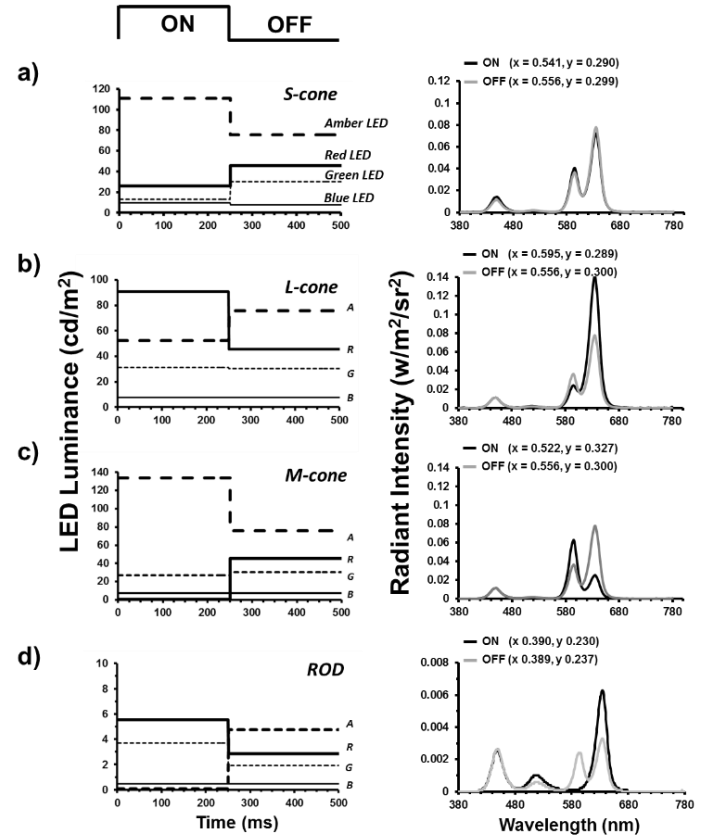 ON OFF
a)
S-cone
120
100
80
60
40
20
0
0 100 200 300 400 500
Amber LED
Red LED
Green LED
Blue LED
ON (x = 0.541, y = 0.290)
OFF (x = 0.556, y = 0.299)
0.12
0.1
0.08
0.06
0.04
0.02
0
380 480 580 680 780
b)
L-cone
100
80
60
40
20
0
0 100 200 300 400 500
A
R
G
B
ON (x = 0.595, y = 0.289)
OFF (x = 0.556, y = 0.300)
0.14
0.12
0.1
0.08
0.06
0.04
0.02
0
380 480 580 680 780
LED Luminance (cd/m2)
Radiant Intensity (w/m2/sr2)
c)
M-cone
140
120
100
80
60
40
20
0
0 100 200 300 400 500
A
R
G
B
ON (x = 0.522, y = 0.327)
OFF (x = 0.556, y = 0.300)
0.14
0.12
0.1
0.08
0.06
0.04
0.02
0
380 480 580 680 780
d)
ROD
10
8
6
4
2
0
0 100 200 300 400 500
A
R
G
B
Time (ms)
ON (x 0.390, y 0.230)
OFF (x 0.389, y 0.237)
0.008
0.006
0.004
0.002
0
380 480 580 680 780
Wavelength (nm)